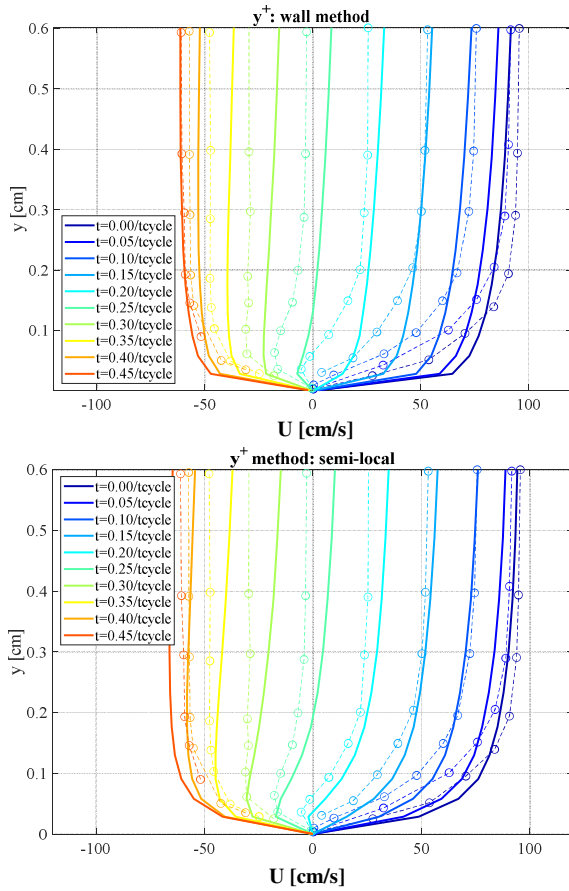 y+: wall method
0.6
0.5
0.4
0.3
0.2
0.1
y [cm]
t=0.00/tcycle
t=0.05/tcycle
t=0.10/tcycle
t=0.15/tcycle
t=0.20/tcycle
t=0.25/tcycle
t=0.30/tcycle
t=0.35/tcycle
t=0.40/tcycle
t=0.45/tcycle
-100 -50 0 50 100
U [cm/s]
y+ method: semi-local
0.6
0.5
0.4
0.3
0.2
0.1
0
y [cm]
t=0.00/tcycle
t=0.05/tcycle
t=0.10/tcycle
t=0.15/tcycle
t=0.20/tcycle
t=0.25/tcycle
t=0.30/tcycle
t=0.35/tcycle
t=0.40/tcycle
t=0.45/tcycle
-100 -50 0 50 100
U [cm/s]